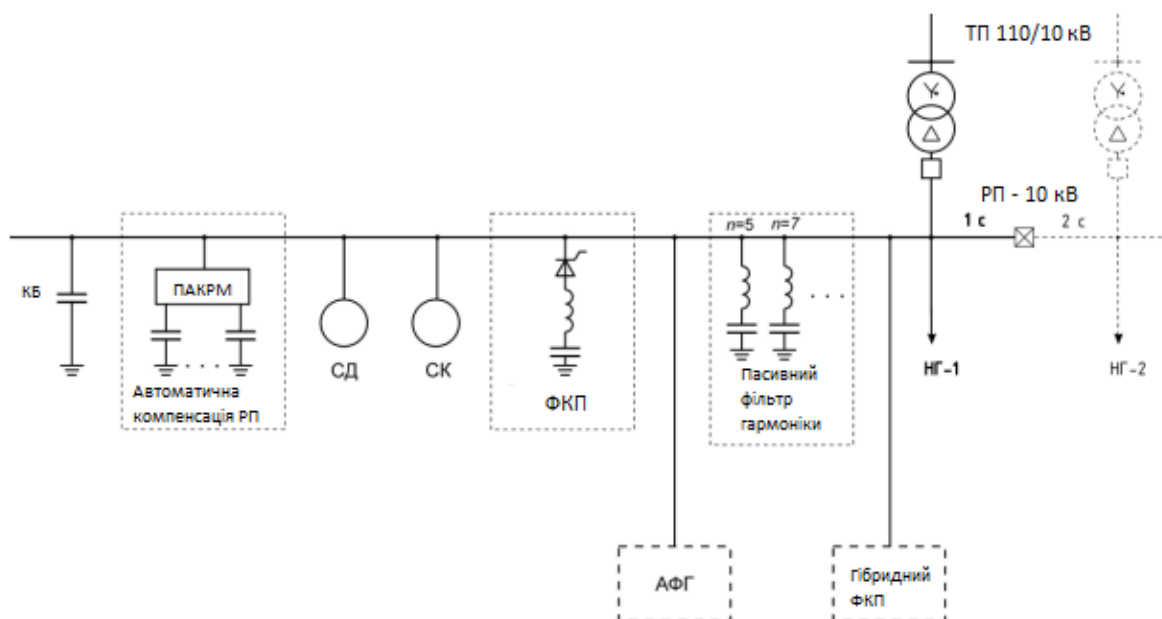 ТП 110/10 кВ
РП - 10 кВ
1 с
2 с
n=5
n=7
. . .
КБ
ПАКРМ
. . . .
Автоматична
компенсація РП
СД
СК
ФКП
Пасивний
фільтр
гармоніки
НГ-1
НГ-2
АФГ
Гібридний
ФКП